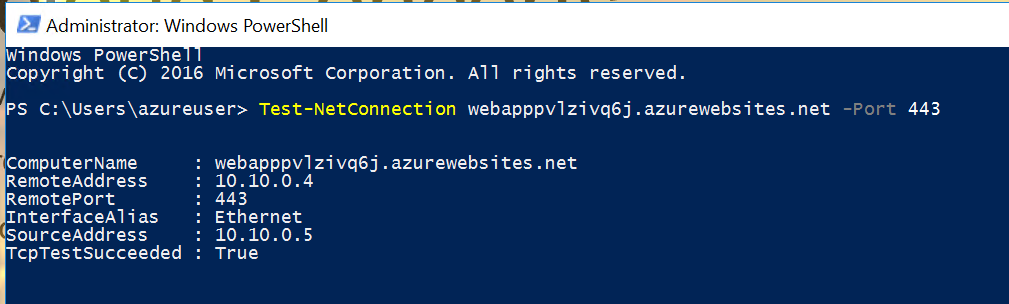 Administrator: Windows PowerShell
Windows PowerShell
Copyright (C) 2016 Microsoft Corporation. All rights reserved.
PS C:\Users\azureuser> Test-NetConnection webapppvlzivq6j.azurewebsites.net -Port 443
ComputerName     : webapppvlzivq6j.azurewebsites.net
RemoteAddress    : 10.10.0.4
RemotePort       : 443
InterfaceAlias   : Ethernet
SourceAddress    : 10.10.0.5
TcpTestSucceeded : True